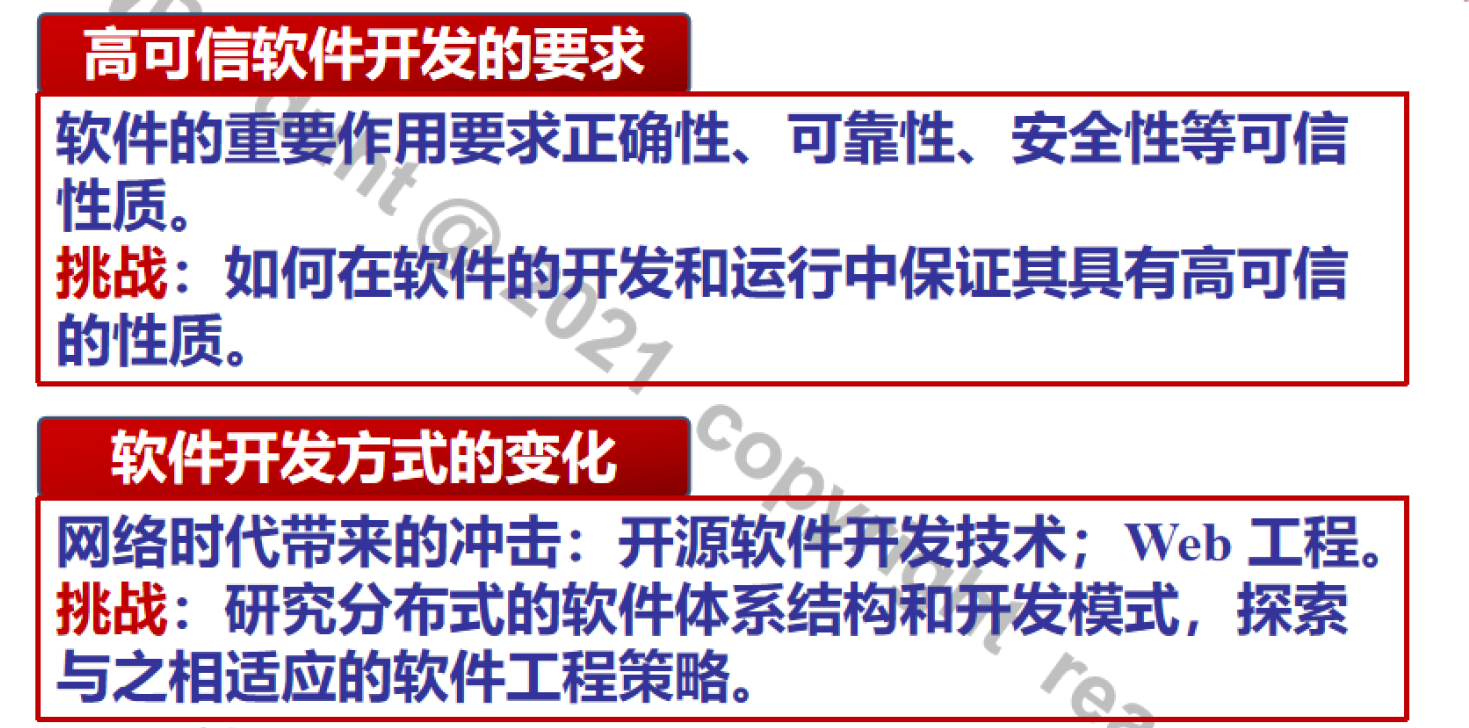 高可信软件开发的要求
软件的重要作用要求正确性、可靠性、安全性等可信
性质。
挑战：如何在软件的开发和运行中保证其具有高可信
的性质。
软件开发方式的变化
网络时代带来的冲击：开源软件开发技术；Web 工程。
挑战：研究分布式的软件体系结构和开发模式，探索
与之相适应的软件工程策略。
@ 2021 copyright